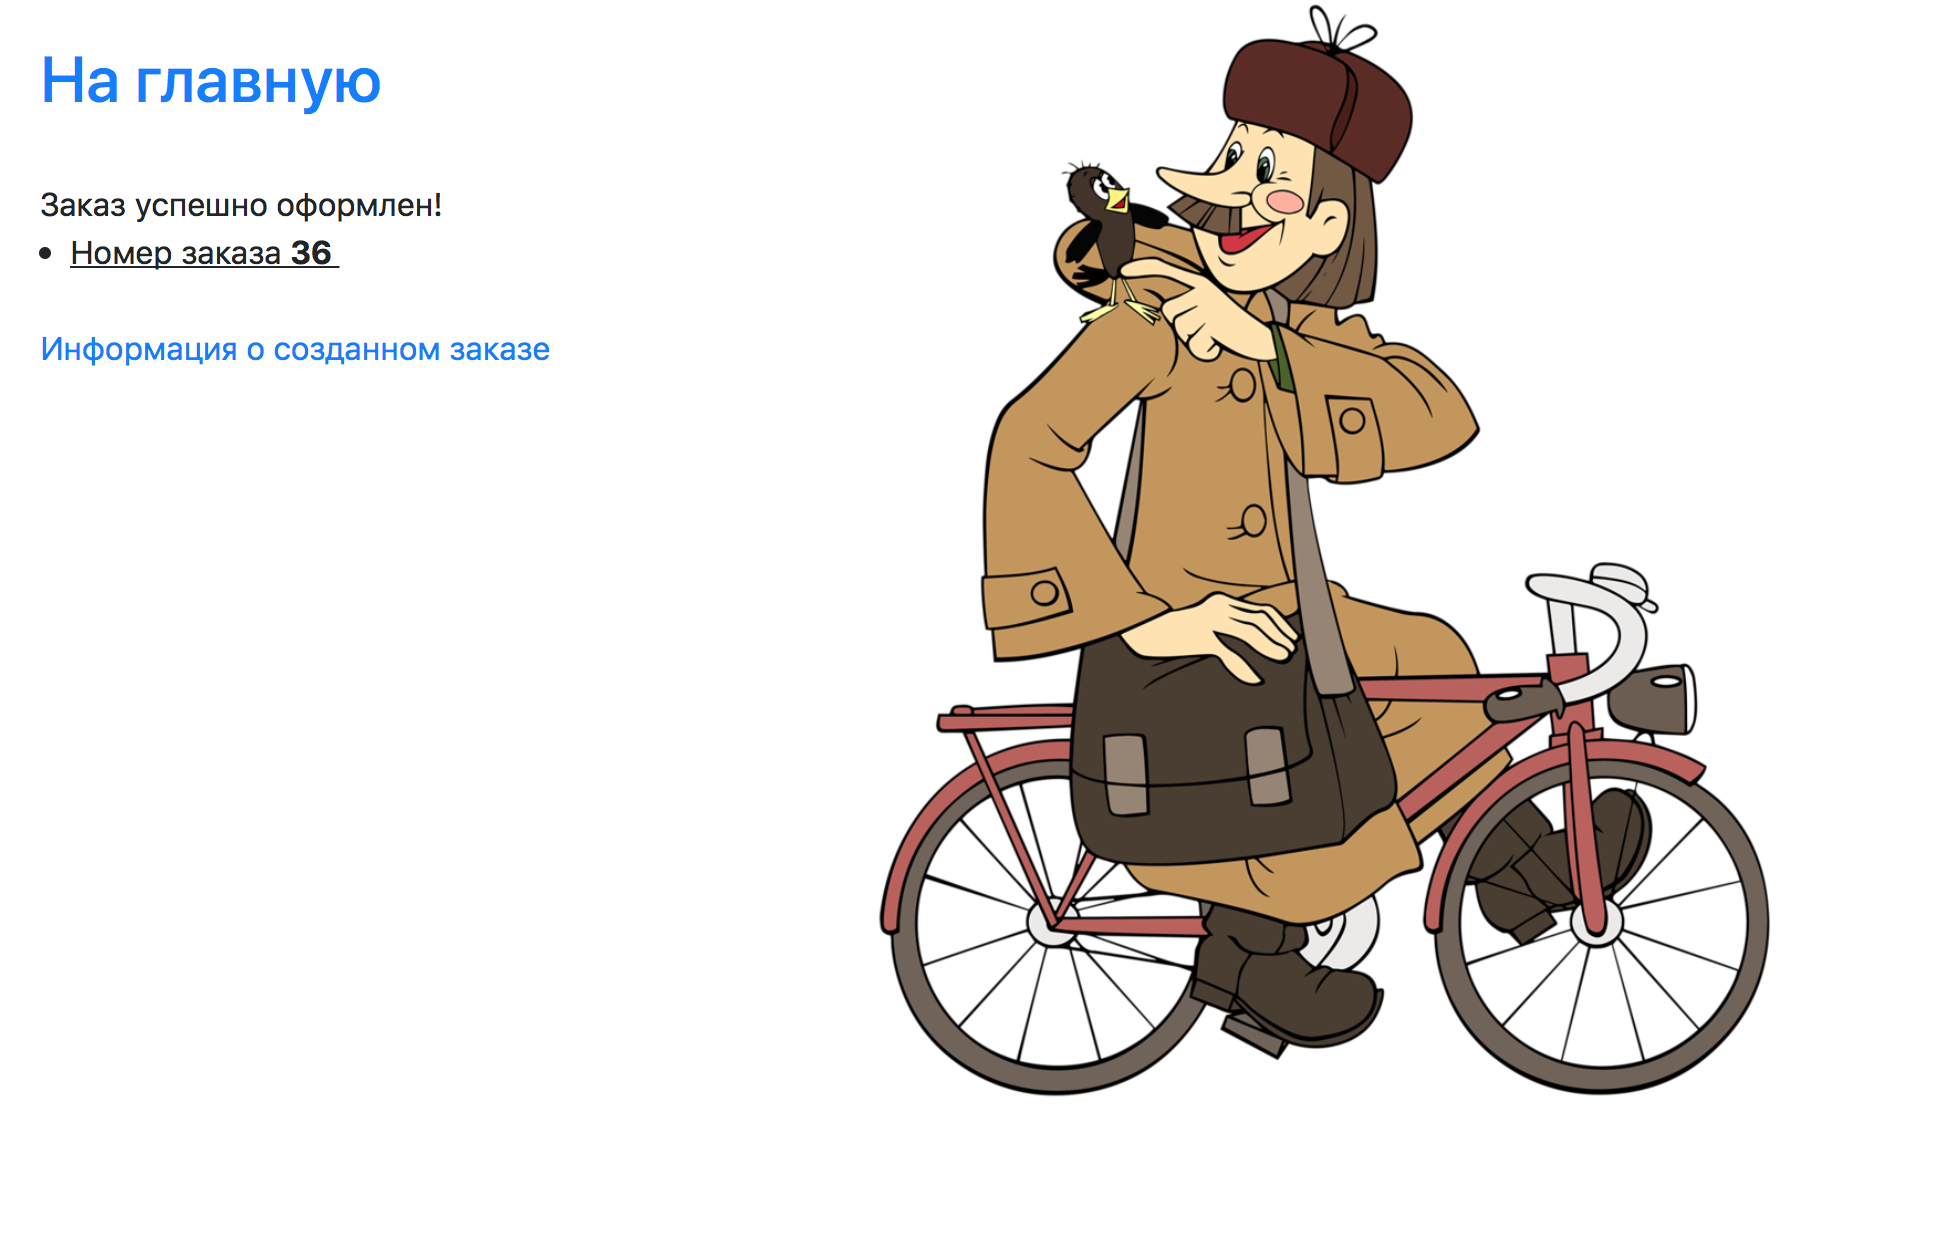 На главную
Заказ успешно оформлен!
Номер заказа 36
Информация о созданном заказе